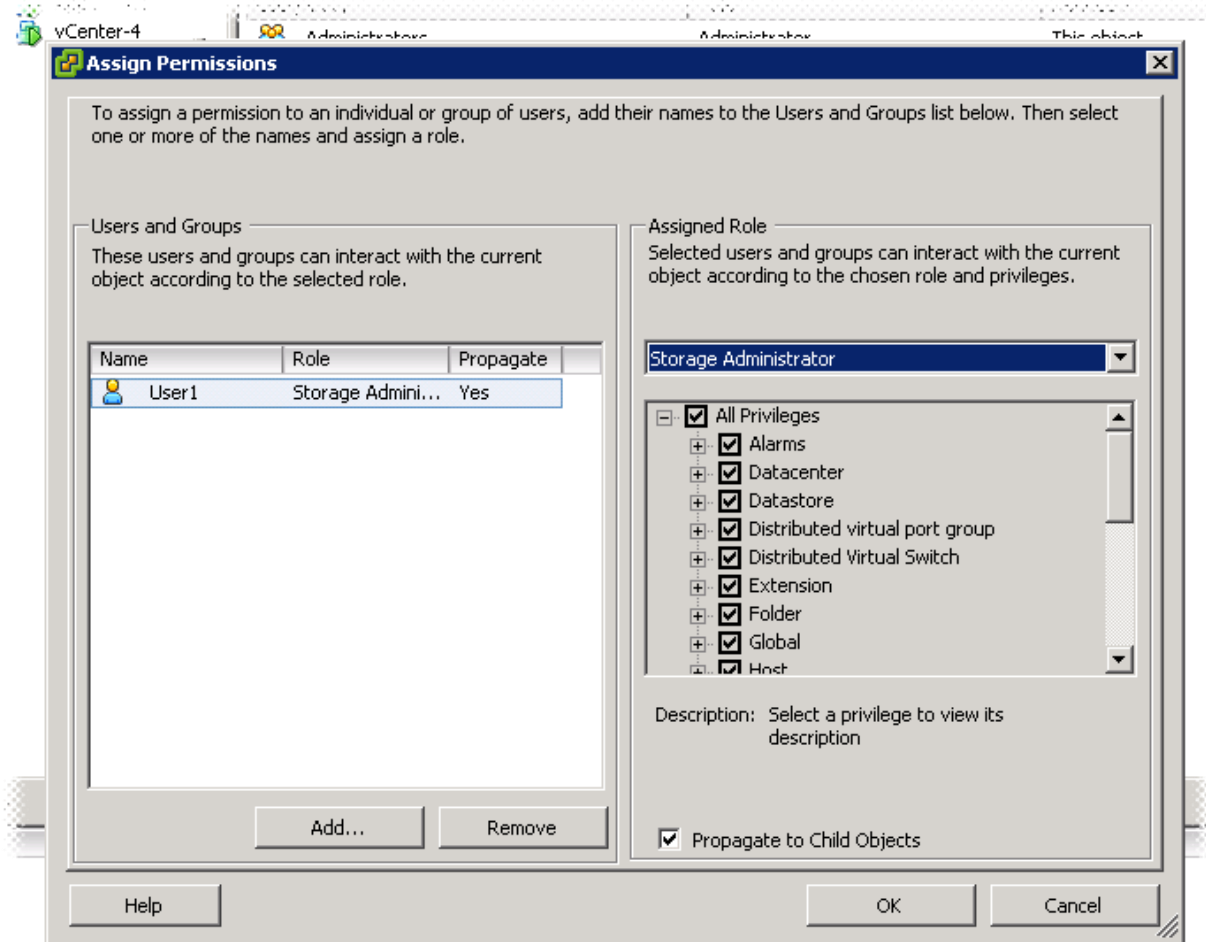 vCenter-4
Administrators Administrator This object
Assign Permissions
To assign a permission to an individual or group of users, add their names to the Users and Groups list below. Then select
one or more of the names and assign a role.
Users and Groups
These users and groups can interact with the current
object according to the selected role.
Name Role Propagate
User1 Storage Admini... Yes
Add... Remove
Assigned Role
Selected users and groups can interact with the current
object according to the chosen role and privileges.
Storage Administrator
All Privileges
Alarms
Datacenter
Datastore
Distributed virtual port group
Distributed Virtual Switch
Extension
Folder
Global
Host
Description: Select a privilege to view its
description
Propagate to Child Objects
Help OK Cancel